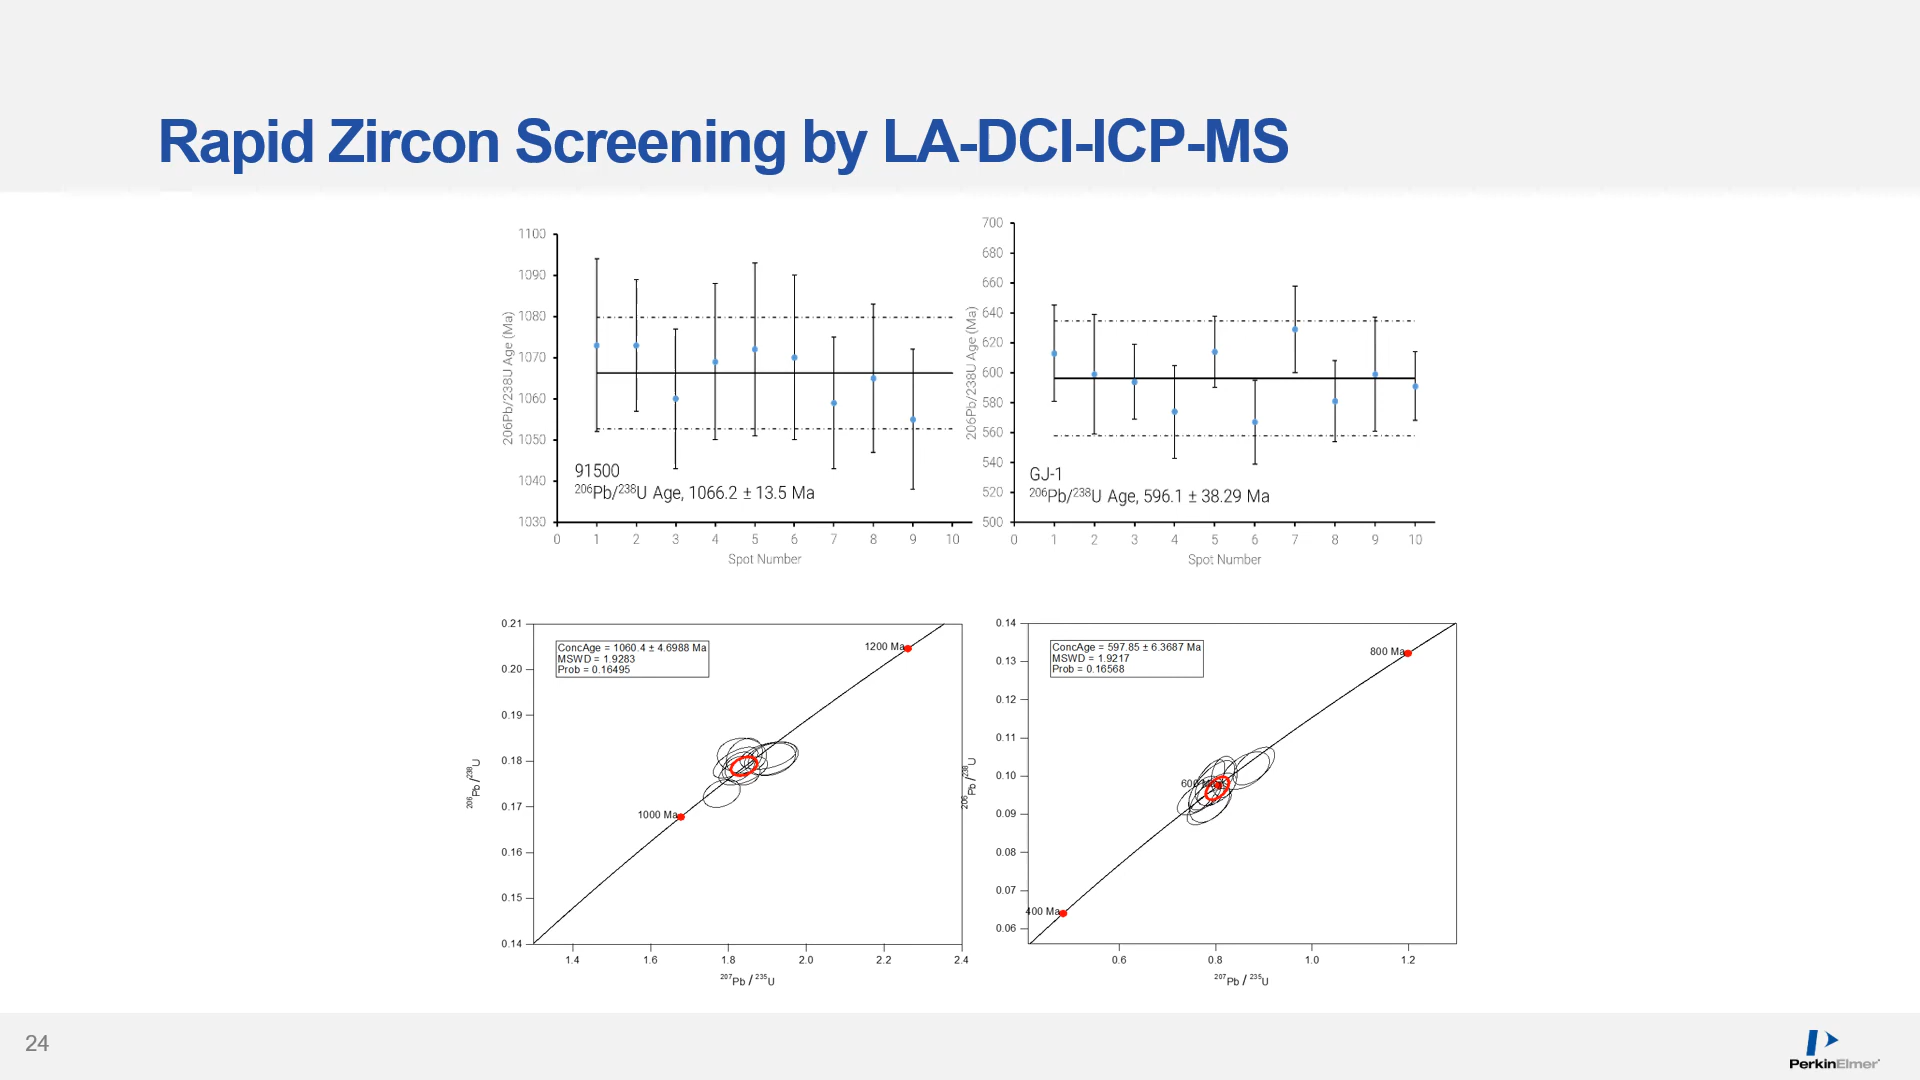 Rapid Zircon Screening by LA-DCI-ICP-MS
1100
1090
1080
1070
1060
1050
1040
1030
206Pb/238U Age (Ma)
91500
206Pb/238U Age, 1066.2 ± 13.5 Ma
0 1 2 3 4 5 6 7 8 9 10
Spot Number
700
680
660
640
620
600
580
560
540
520
500
206Pb/238U Age (Ma)
GJ-1
206Pb/238U Age, 596.1 ± 38.29 Ma
0 1 2 3 4 5 6 7 8 9 10
Spot Number
0.21
0.20
0.19
0.18
0.17
0.16
0.15
0.14
206Pb / 238U
ConcAge = 1060.4 ± 4.6988 Ma
MSWD = 1.9283
Prob = 0.16495
1200 Ma
1000 Ma
1.4 1.6 1.8 2.0 2.2 2.4
207Pb / 235U
0.14
0.13
0.12
0.11
0.10
0.09
0.08
0.07
0.06
206Pb / 238U
ConcAge = 597.85 ± 6.3687 Ma
MSWD = 1.9217
Prob = 0.16568
800 Ma
600 Ma
400 Ma
0.6 0.8 1.0 1.2
207Pb / 235U
24
PerkinElmer